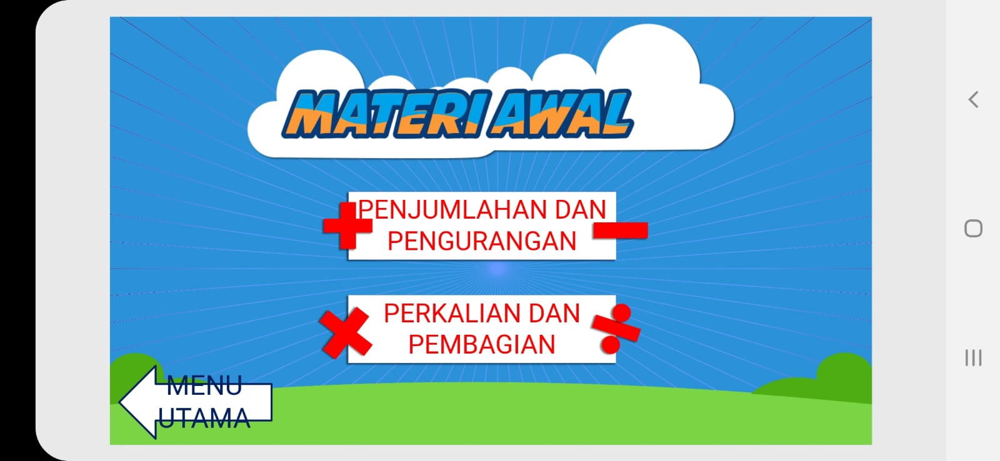 MATERI AWAL
PENJUMLAHAN DAN
PENGURANGAN
PERKALIAN DAN
PEMBAGIAN
MENU
UTAMA